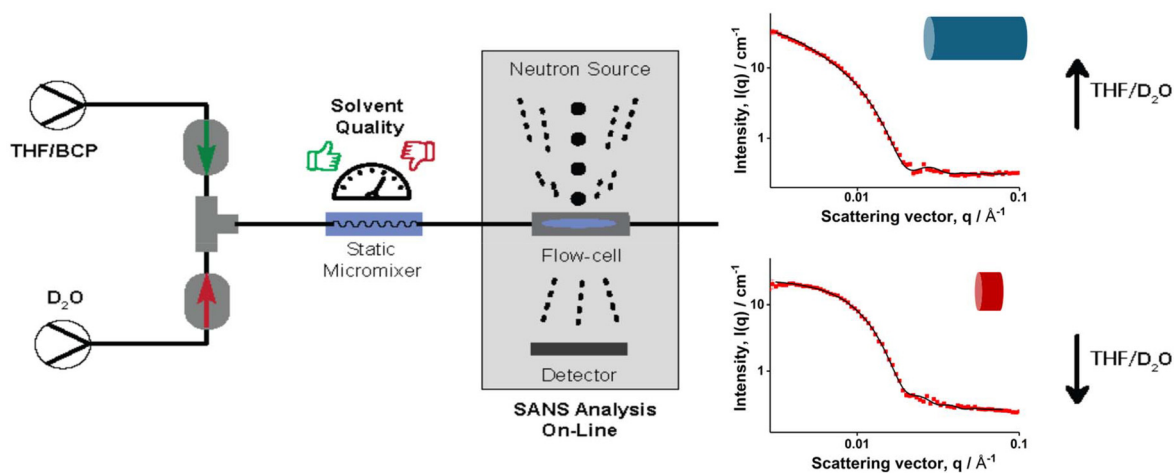 THF/BCP
D₂O
Solvent
Quality
Static
Micromixer
Neutron Source
Flow-cell
Detector
SANS Analysis
On-Line
Intensity, I(q) / cm⁻¹
10
1
0.01
0.1
Scattering vector, q / Å⁻¹
THF/D₂O
Intensity, I(q) / cm⁻¹
10
1
0.01
0.1
Scattering vector, q / Å⁻¹
THF/D₂O